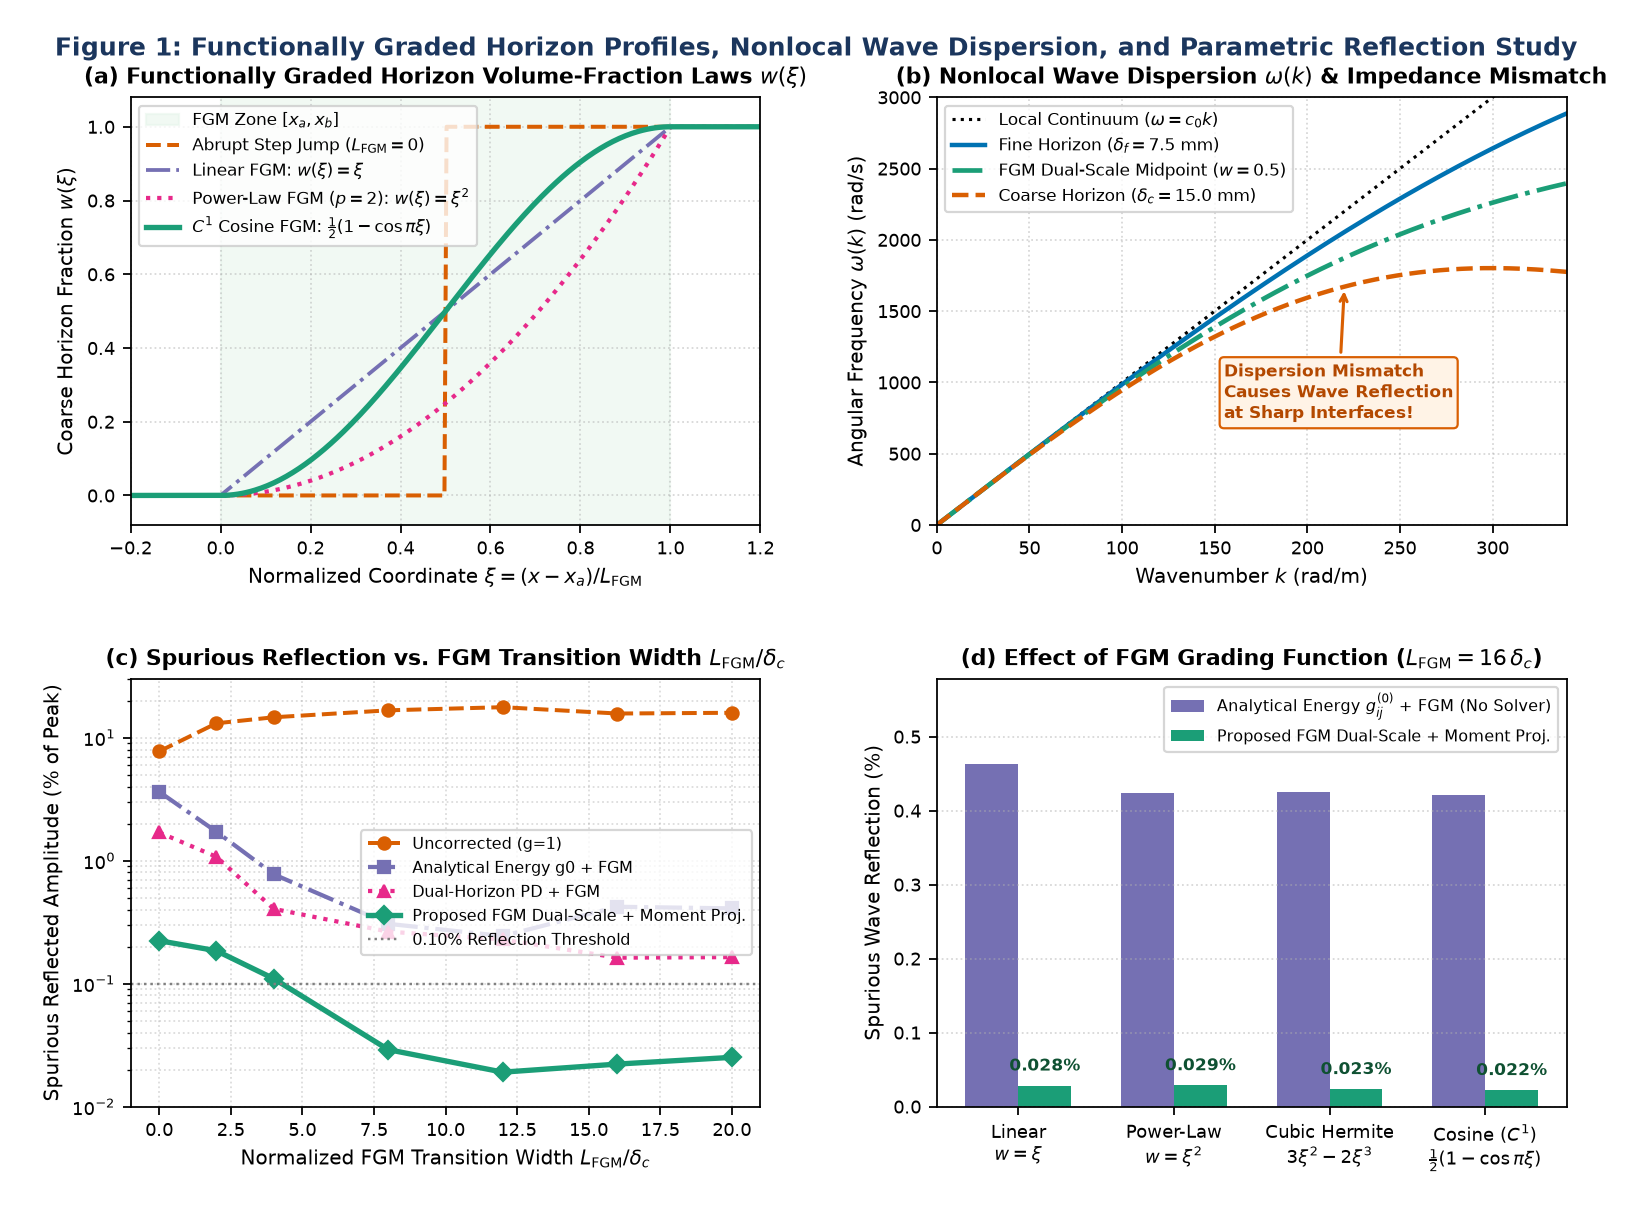 Figure 1: Functionally Graded Horizon Profiles, Nonlocal Wave Dispersion, and Parametric Reflection Study
(a) Functionally Graded Horizon Volume-Fraction Laws w(ξ)
FGM Zone [xₐ, x_b]
Abrupt Step Jump (L_FGM = 0)
Linear FGM: w(ξ) = ξ
Power-Law FGM (p = 2): w(ξ) = ξ²
C¹ Cosine FGM: ½(1 − cos πξ)
Coarse Horizon Fraction w(ξ)
1.0
0.8
0.6
0.4
0.2
0.0
−0.2 0.0 0.2 0.4 0.6 0.8 1.0 1.2
Normalized Coordinate ξ = (x − xₐ)/L_FGM
(b) Nonlocal Wave Dispersion ω(k) & Impedance Mismatch
Local Continuum (ω = c₀k)
Fine Horizon (δ_f = 7.5 mm)
FGM Dual-Scale Midpoint (w = 0.5)
Coarse Horizon (δ_c = 15.0 mm)
Dispersion Mismatch
Causes Wave Reflection
at Sharp Interfaces!
Angular Frequency ω(k) (rad/s)
3000
2500
2000
1500
1000
500
0
0 50 100 150 200 250 300
Wavenumber k (rad/m)
(c) Spurious Reflection vs. FGM Transition Width L_FGM/δ_c
Uncorrected (g=1)
Analytical Energy g0 + FGM
Dual-Horizon PD + FGM
Proposed FGM Dual-Scale + Moment Proj.
0.10% Reflection Threshold
Spurious Reflected Amplitude (% of Peak)
10¹
10⁰
10⁻¹
10⁻²
0.0 2.5 5.0 7.5 10.0 12.5 15.0 17.5 20.0
Normalized FGM Transition Width L_FGM/δ_c
(d) Effect of FGM Grading Function (L_FGM = 16 δ_c)
Analytical Energy g_ij^(0) + FGM (No Solver)
Proposed FGM Dual-Scale + Moment Proj.
Spurious Wave Reflection (%)
0.5
0.4
0.3
0.2
0.1
0.0
0.028% 0.029% 0.023% 0.022%
Linear Power-Law Cubic Hermite Cosine (C¹)
w = ξ w = ξ² 3ξ² − 2ξ³ ½(1 − cos πξ)